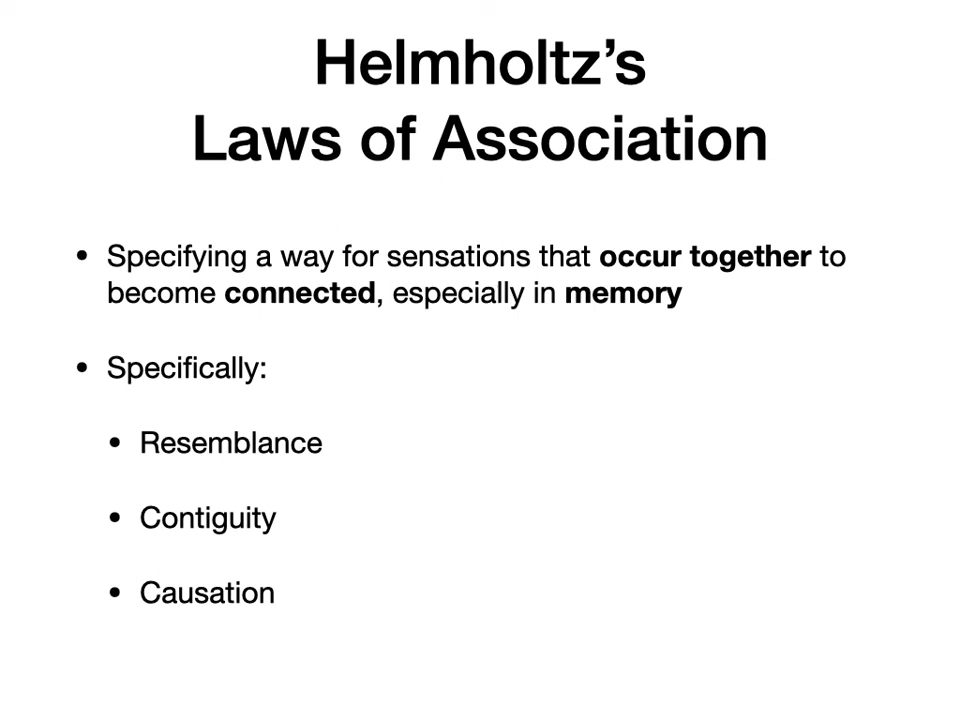 Helmholtz’s
Laws of Association
• Specifying a way for sensations that occur together to
become connected, especially in memory
• Specifically:
• Resemblance
• Contiguity
• Causation